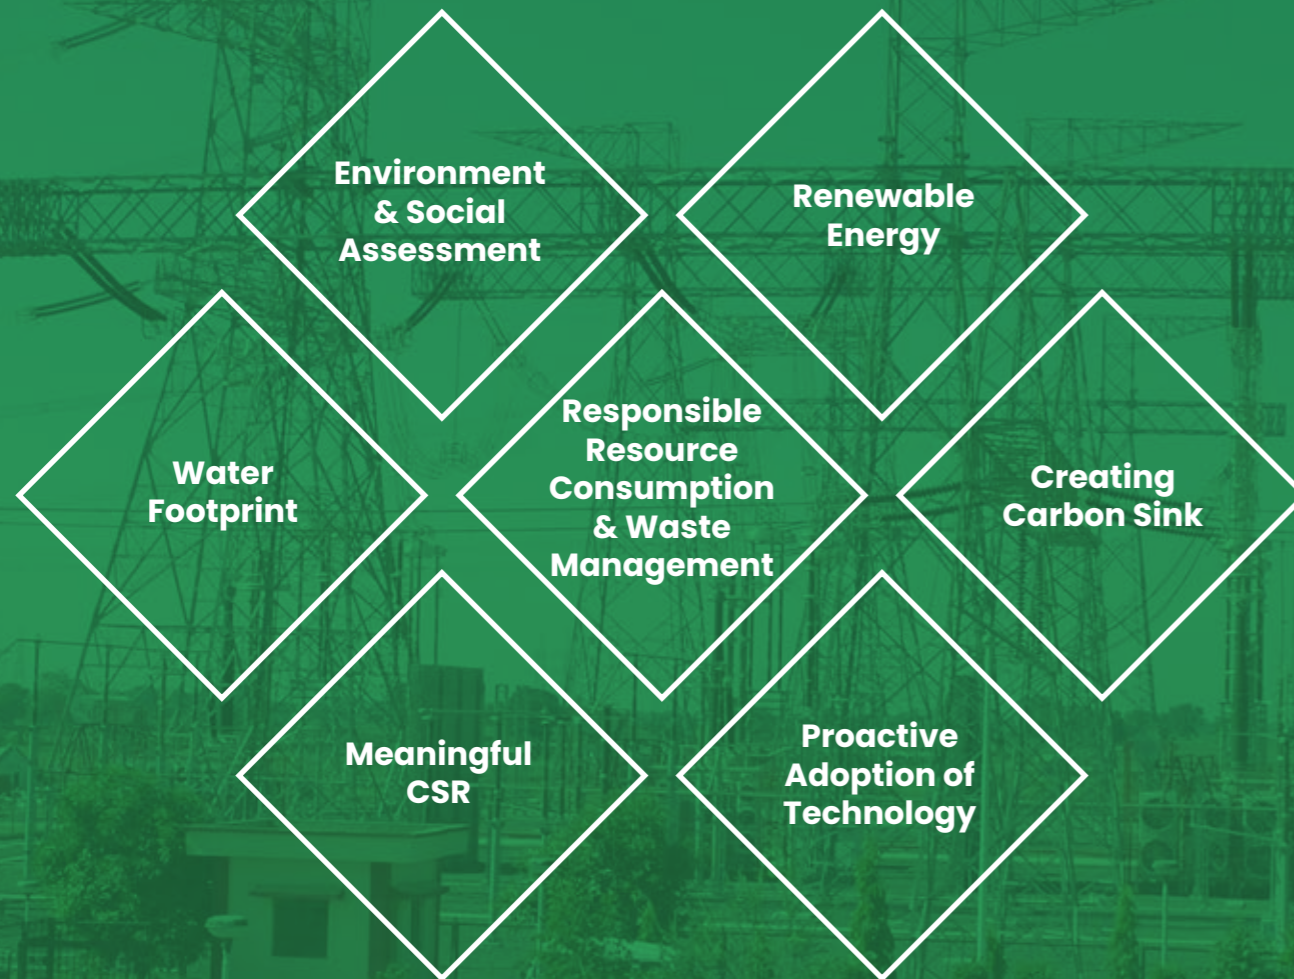 Environment
& Social
Assessment
Renewable
Energy
Water
Footprint
Responsible
Resource
Consumption
& Waste
Management
Creating
Carbon Sink
Meaningful
CSR
Proactive
Adoption of
Technology